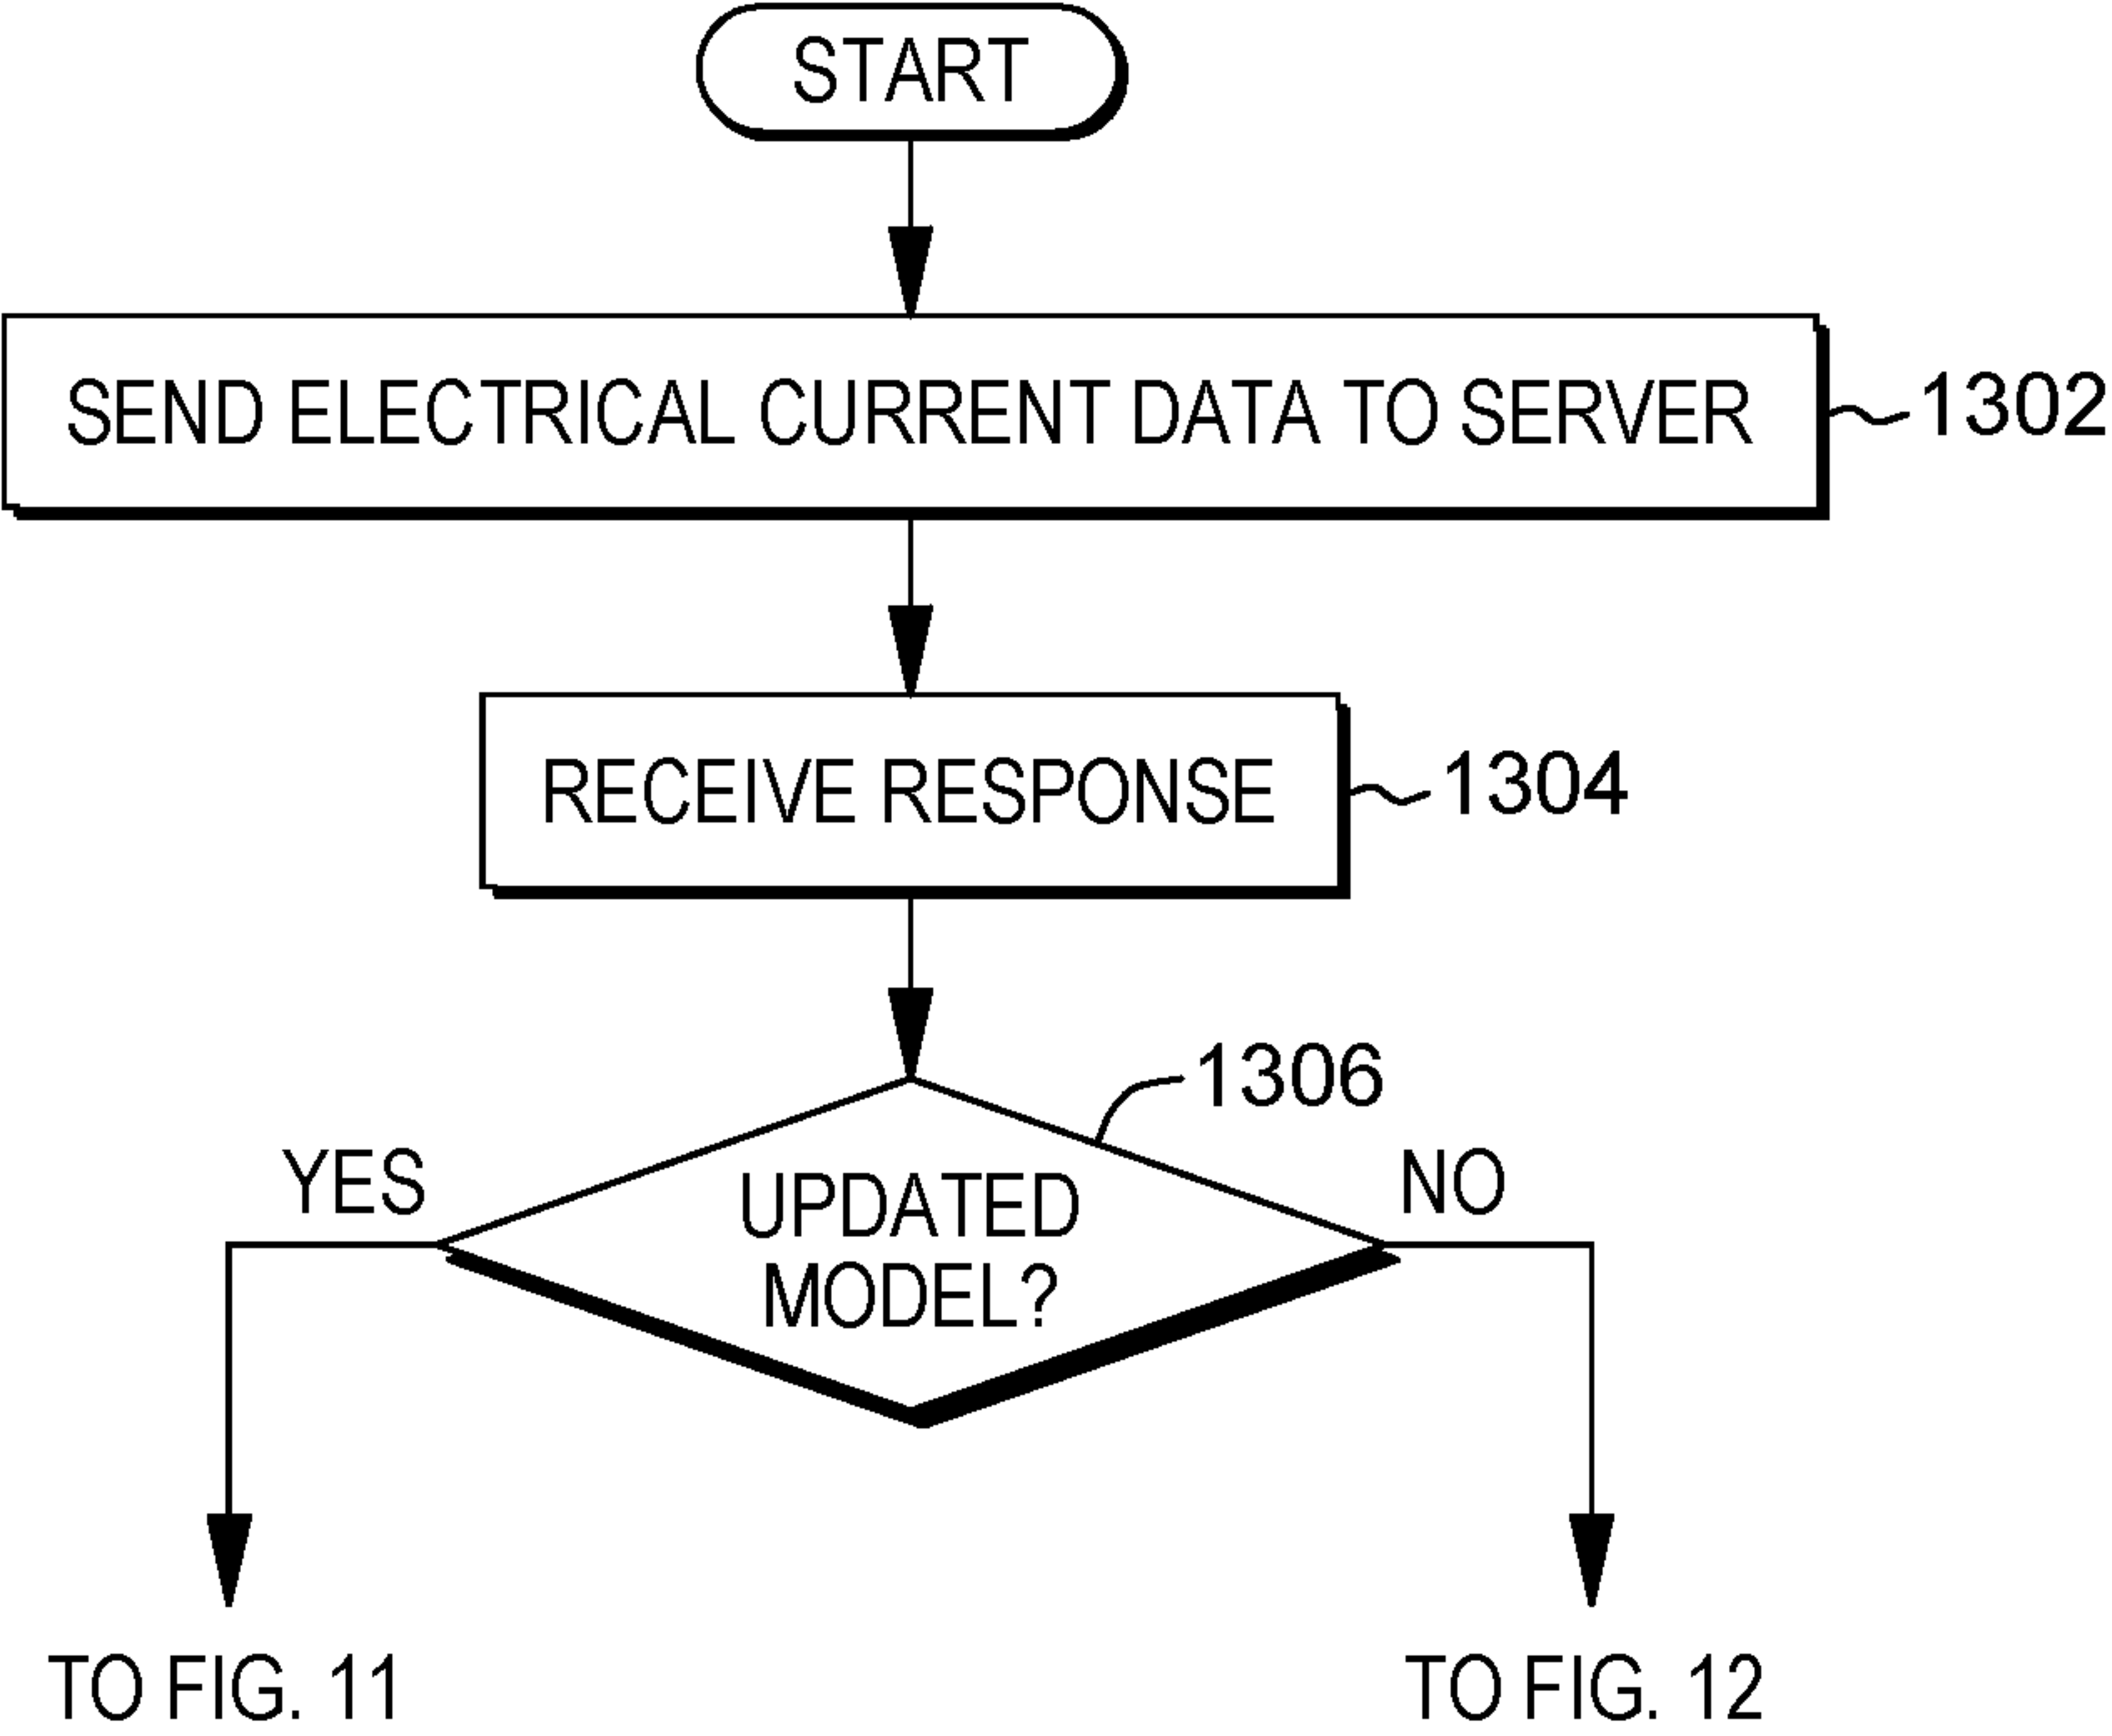 START
SEND ELECTRICAL CURRENT DATA TO SERVER
1302
RECEIVE RESPONSE
1304
1306
YES
UPDATED
MODEL?
NO
TO FIG. 11
TO FIG. 12